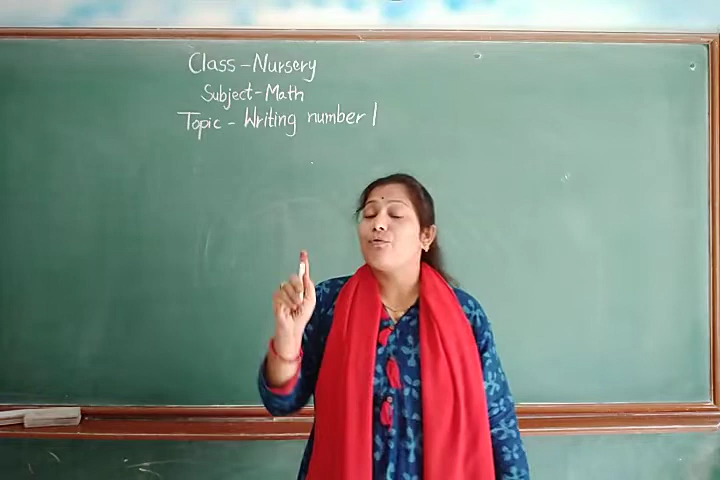 Class - Nursery
Subject - Math
Topic - Writing number 1